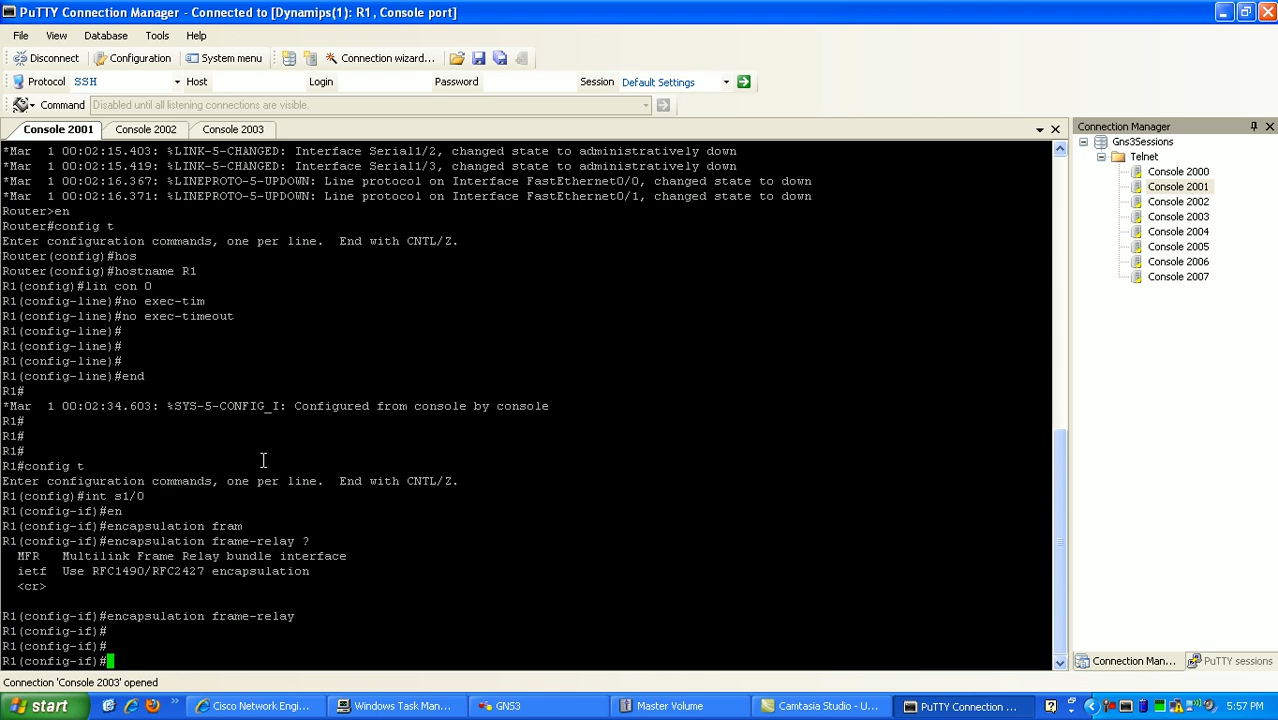 PuTTY Connection Manager - Connected to [Dynamips(1): R1, Console port]
File View Database Tools Help
Disconnect Configuration System menu Connection wizard...
Protocol SSH Host Login Password Session Default Settings
Command Disabled until all listening connections are visible.
Console 2001 Console 2002 Console 2003
*Mar  1 00:02:15.403: %LINK-5-CHANGED: Interface Serial1/2, changed state to administratively down
*Mar  1 00:02:15.419: %LINK-5-CHANGED: Interface Serial1/3, changed state to administratively down
*Mar  1 00:02:16.367: %LINEPROTO-5-UPDOWN: Line protocol on Interface FastEthernet0/0, changed state to down
*Mar  1 00:02:16.371: %LINEPROTO-5-UPDOWN: Line protocol on Interface FastEthernet0/1, changed state to down
Router>en
Router#config t
Enter configuration commands, one per line.  End with CNTL/Z.
Router(config)#hos
Router(config)#hostname R1
R1(config)#lin con 0
R1(config-line)#no exec-tim
R1(config-line)#no exec-timeout
R1(config-line)#
R1(config-line)#
R1(config-line)#
R1(config-line)#end
R1#
*Mar  1 00:02:34.603: %SYS-5-CONFIG_I: Configured from console by console
R1#
R1#
R1#
R1#config t
Enter configuration commands, one per line.  End with CNTL/Z.
R1(config)#int s1/0
R1(config-if)#en
R1(config-if)#encapsulation fram
R1(config-if)#encapsulation frame-relay ?
MFR   Multilink Frame Relay bundle interface
ietf  Use RFC1490/RFC2427 encapsulation
<cr>
R1(config-if)#encapsulation frame-relay
R1(config-if)#
R1(config-if)#
R1(config-if)#
Connection Manager
Gns3Sessions
Telnet
Console 2000
Console 2001
Console 2002
Console 2003
Console 2004
Console 2005
Console 2006
Console 2007
Connection Man... PuTTY sessions
Connection 'Console 2003' opened
start Cisco Network Engi... Windows Task Man... GNS3 Master Volume Camtasia Studio - U... PuTTY Connection ... 5:57 PM